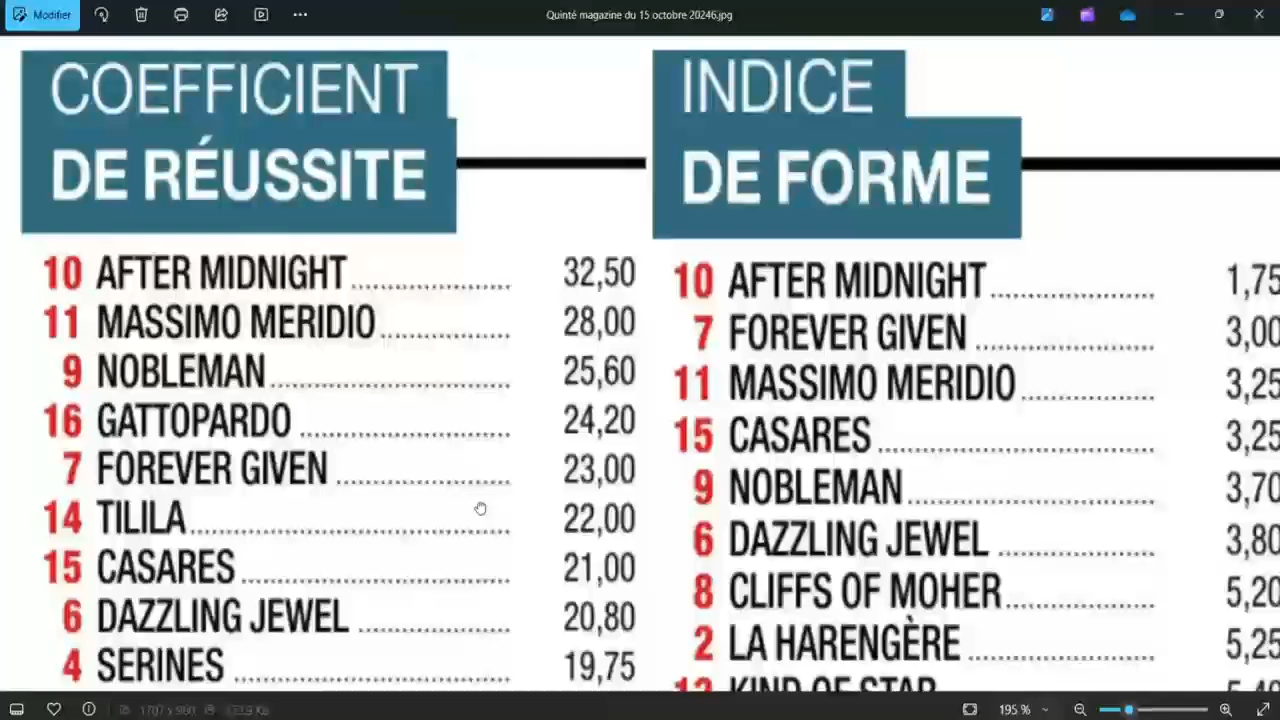 Modifier
Quinté magazine du 15 octobre 20246.jpg
COEFFICIENT
DE RÉUSSITE
10 AFTER MIDNIGHT 32,50
11 MASSIMO MERIDIO 28,00
9 NOBLEMAN 25,60
16 GATTOPARDO 24,20
7 FOREVER GIVEN 23,00
14 TILILA 22,00
15 CASARES 21,00
6 DAZZLING JEWEL 20,80
4 SERINES 19,75
INDICE
DE FORME
10 AFTER MIDNIGHT 1,75
7 FOREVER GIVEN 3,00
11 MASSIMO MERIDIO 3,25
15 CASARES 3,25
9 NOBLEMAN 3,70
6 DAZZLING JEWEL 3,80
8 CLIFFS OF MOHER 5,20
2 LA HARENGÈRE 5,25
KIND OF STAR
195 %